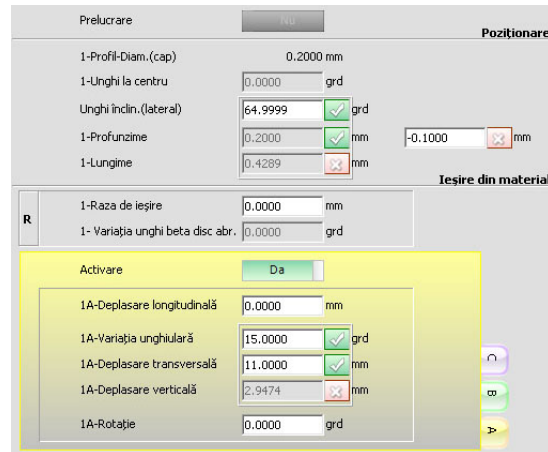 Prelucrare Nu
Poziționare
1-Profil-Diam.(cap) 0.2000 mm
1-Unghi la centru 0.0000 grd
Unghi înclin.(lateral) 64.9999 grd
1-Profunzime 0.2000 mm -0.1000 mm
1-Lungime 0.4289 mm
Ieșire din material
R
1-Raza de ieșire 0.0000 mm
1- Variația unghi beta disc abr. 0.0000 grd
Activare Da
1A-Deplasare longitudinală 0.0000 mm
1A-Variația unghiulară 15.0000 grd
1A-Deplasare transversală 11.0000 mm
1A-Deplasare verticală 2.9474 mm
1A-Rotație 0.0000 grd
C
B
A